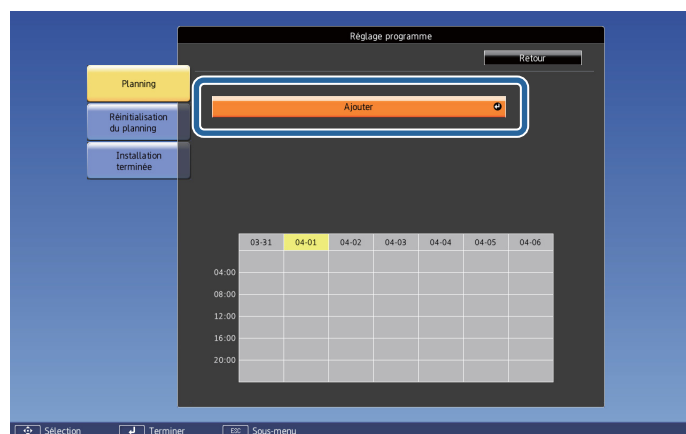 Réglage programme
Retour
Planning
Ajouter
Réinitialisation
du planning
Installation
terminée
03-31 04-01 04-02 04-03 04-04 04-05 04-06
04:00
08:00
12:00
16:00
20:00
Sélection Terminer ESC Sous-menu